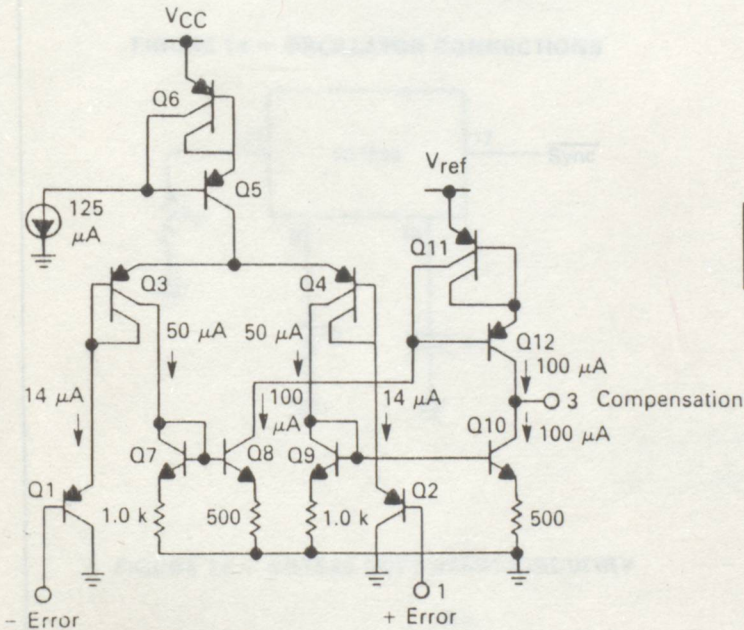 VCC
Q6
Q5
125
μA
Vref
Q11
Q3
Q4
Q12
50 μA
50 μA
100 μA
14 μA
100
μA
14 μA
3 Compensation
100 μA
Q10
Q7
Q8
Q9
Q1
Q2
1.0 k
500
1.0 k
500
1
- Error
+ Error
Sync